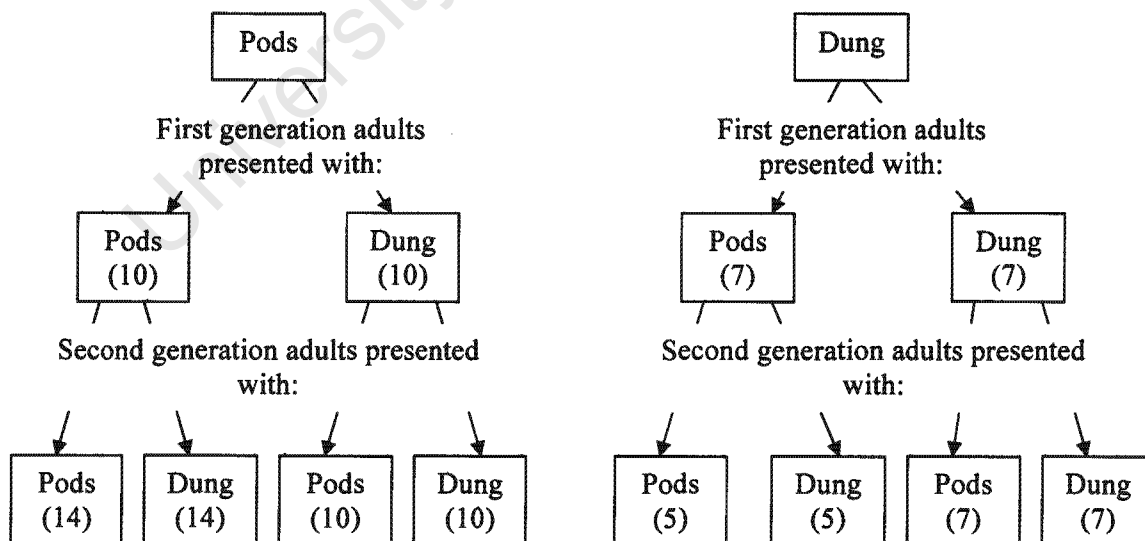 Pods
Dung
First generation adults
presented with:
First generation adults
presented with:
Pods
(10)
Dung
(10)
Pods
(7)
Dung
(7)
Second generation adults presented
with:
Second generation adults presented
with:
Pods
(14)
Dung
(14)
Pods
(10)
Dung
(10)
Pods
(5)
Dung
(5)
Pods
(7)
Dung
(7)
University